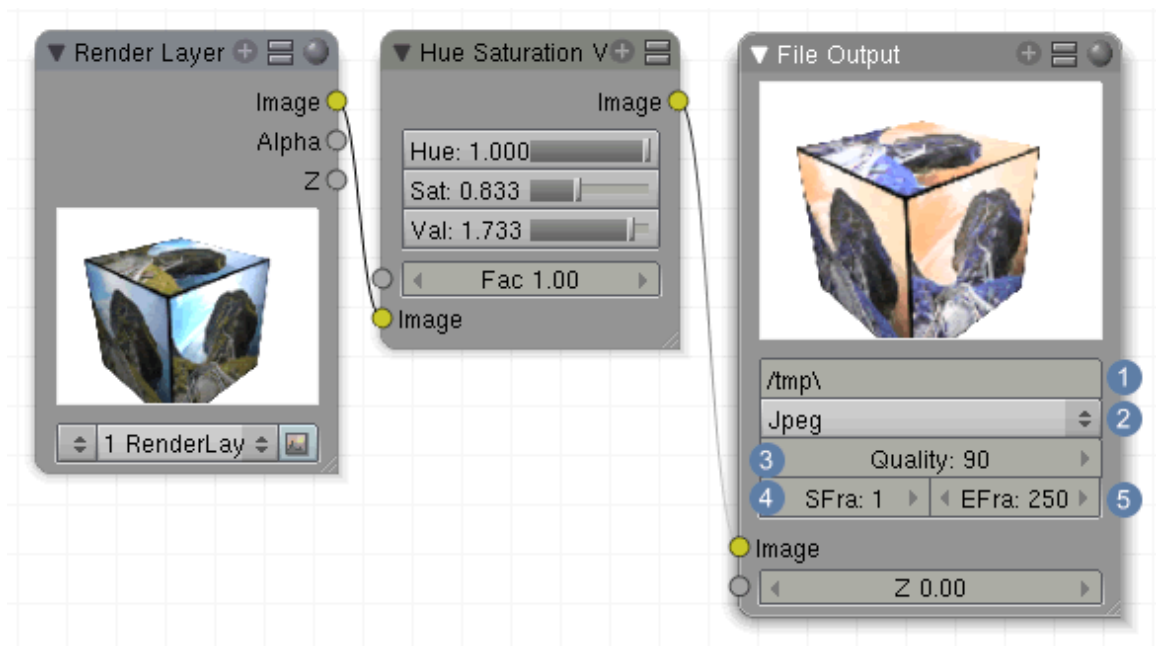 Render Layer
Image
Alpha
Z
1 RenderLay
Hue Saturation V
Image
Hue: 1.000
Sat: 0.833
Val: 1.733
Fac 1.00
Image
File Output
/tmp\ 1
Jpeg 2
3 Quality: 90
4 SFra: 1 EFra: 250 5
Image
Z 0.00